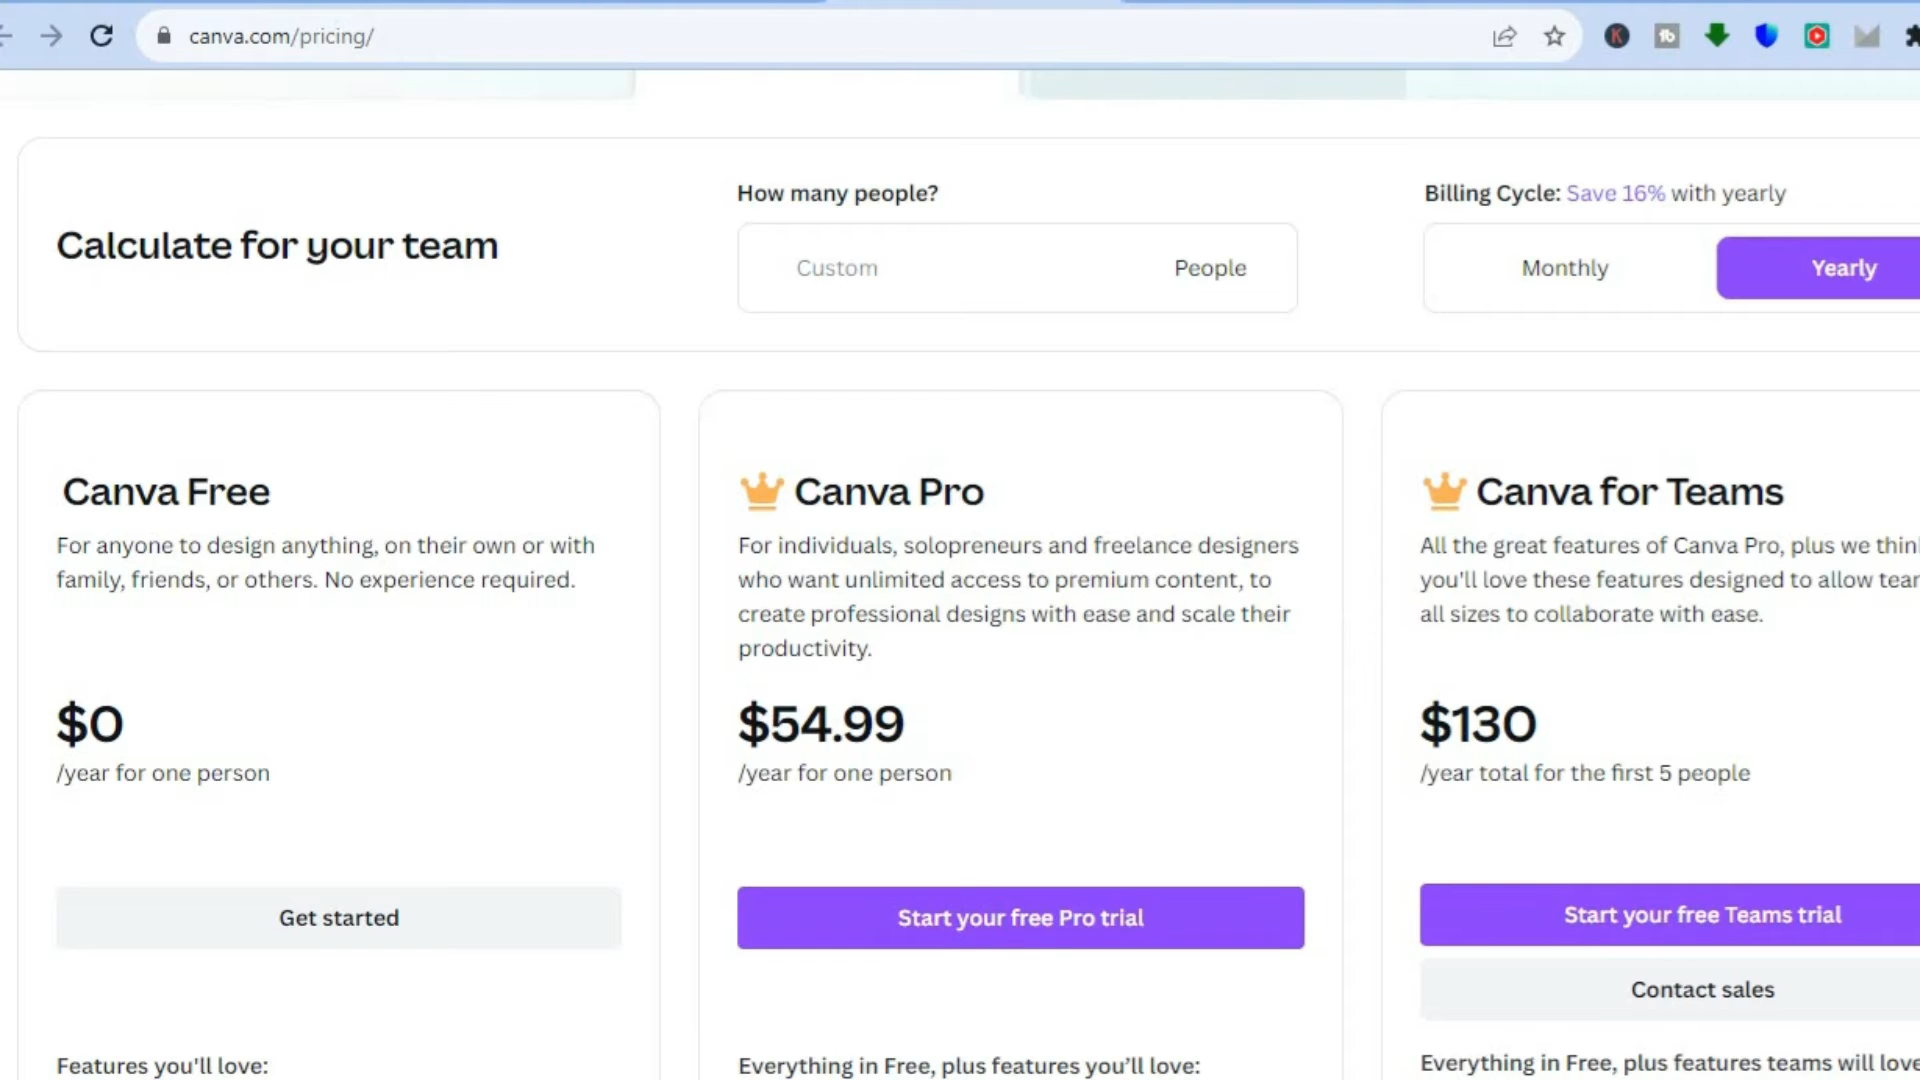 canva.com/pricing/
Calculate for your team
How many people?
Custom
People
Billing Cycle: Save 16% with yearly
Monthly
Yearly
Canva Free
For anyone to design anything, on their own or with
family, friends, or others. No experience required.
$0
/year for one person
Get started
Features you'll love:
Canva Pro
For individuals, solopreneurs and freelance designers
who want unlimited access to premium content, to
create professional designs with ease and scale their
productivity.
$54.99
/year for one person
Start your free Pro trial
Everything in Free, plus features you’ll love:
Canva for Teams
All the great features of Canva Pro, plus we thin
you'll love these features designed to allow tea
all sizes to collaborate with ease.
$130
/year total for the first 5 people
Start your free Teams trial
Contact sales
Everything in Free, plus features teams will love